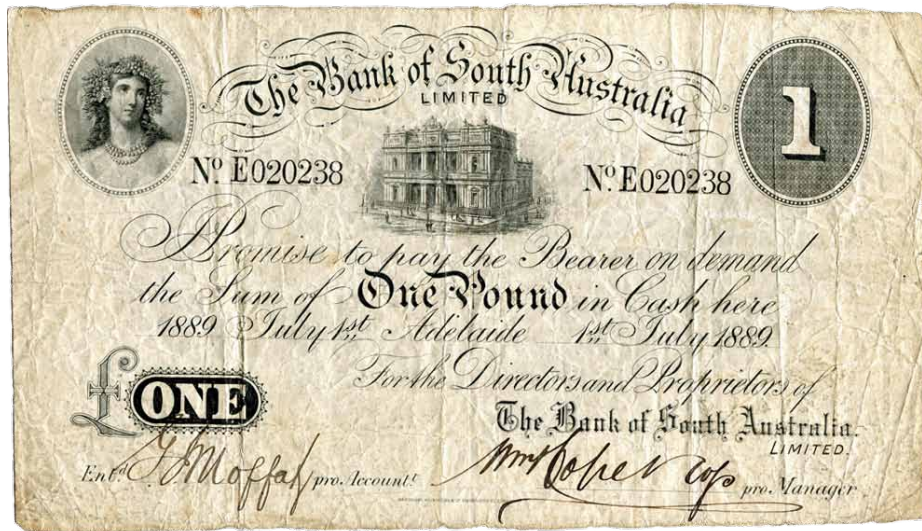 The Bank of South Australia
LIMITED
1
No. E020238 No. E020238
I Promise to pay the Bearer on demand
the Sum of One Pound in Cash here
1889 July 1st Adelaide 1st July 1889
For the Directors and Proprietors of
£ ONE
The Bank of South Australia.
LIMITED.
Entd. Moffat pro. Accountt. pro. Manager